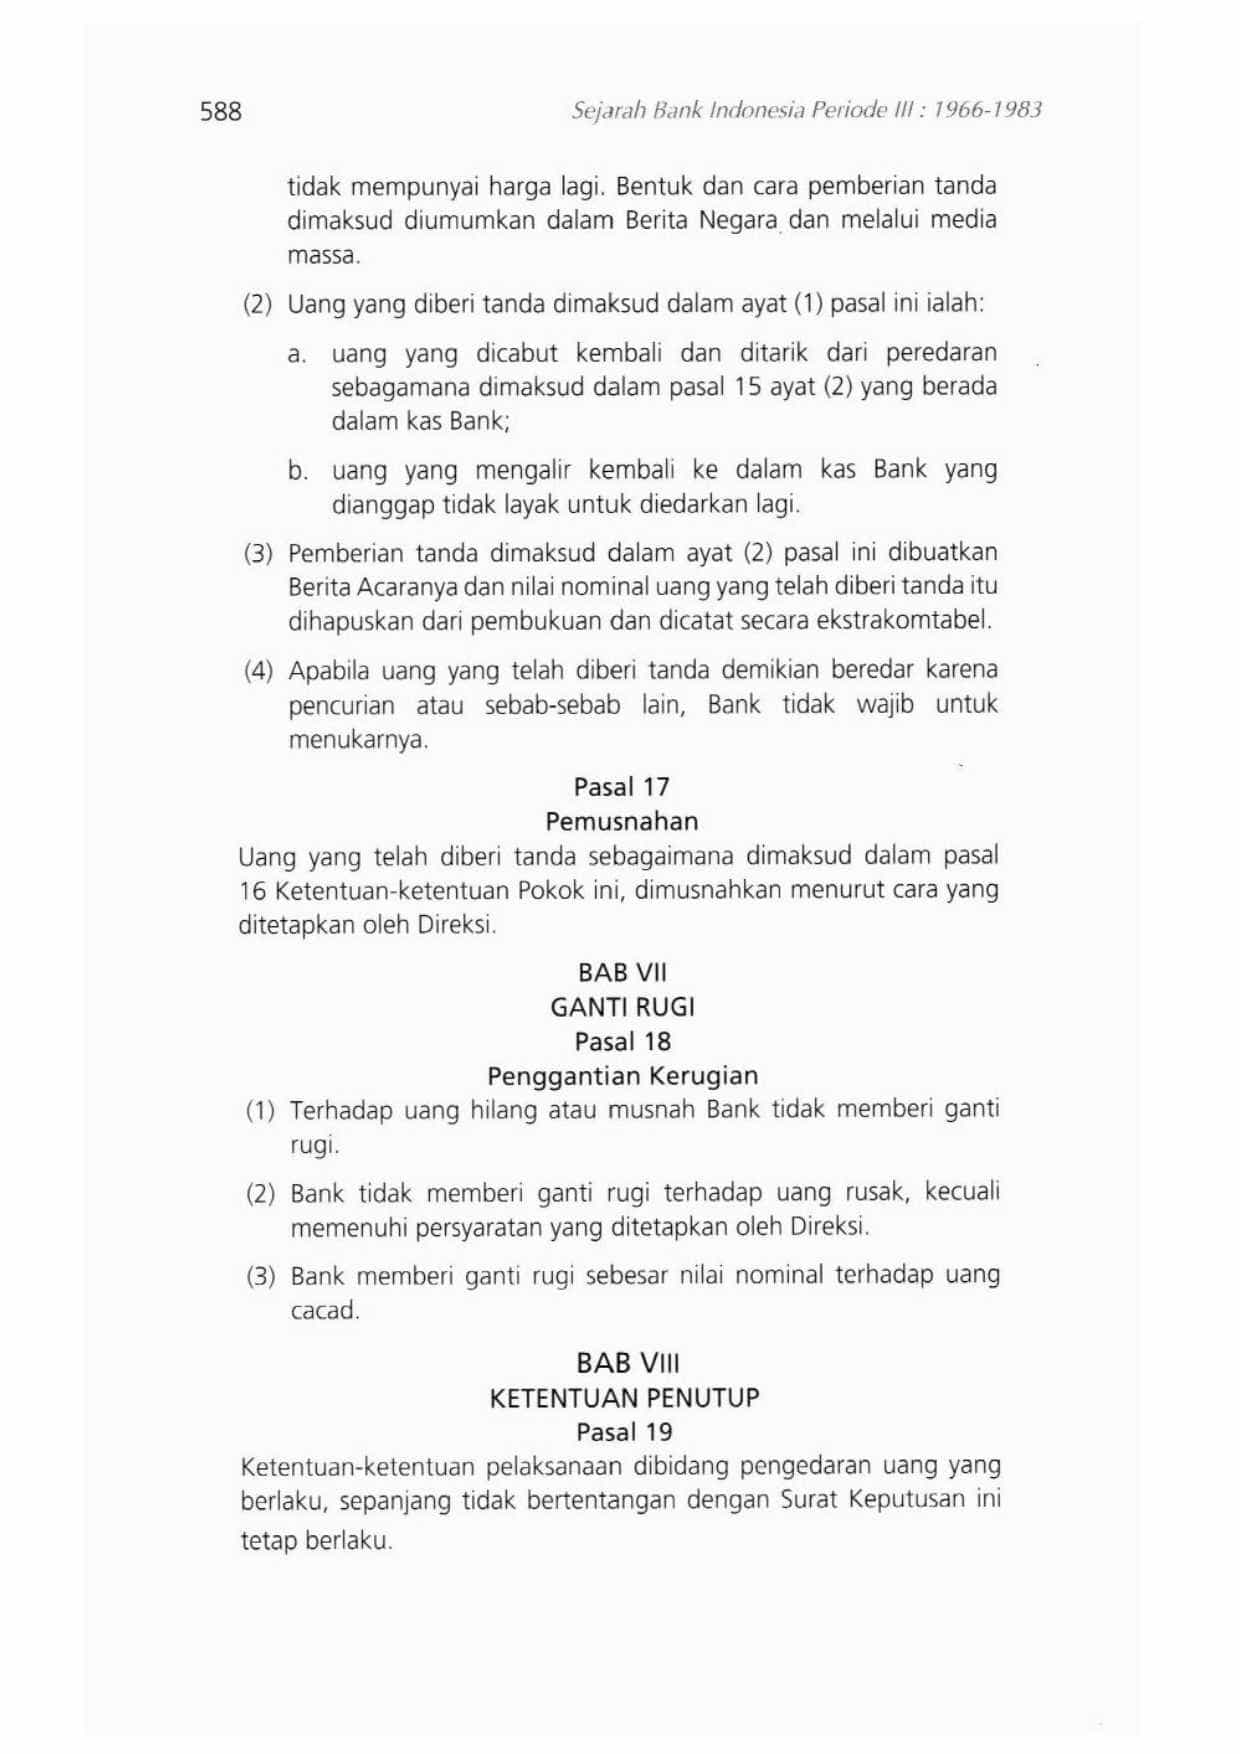 588
Sejarah Bank Indonesia Periode III : 1966-1983
tidak mempunyai harga lagi. Bentuk dan cara pemberian tanda
dimaksud diumumkan dalam Berita Negara dan melalui media
massa.
(2) Uang yang diberi tanda dimaksud dalam ayat (1) pasal ini ialah:
a. uang yang dicabut kembali dan ditarik dari peredaran
sebagamana dimaksud dalam pasal 15 ayat (2) yang berada
dalam kas Bank;
b. uang yang mengalir kembali ke dalam kas Bank yang
dianggap tidak layak untuk diedarkan lagi.
(3) Pemberian tanda dimaksud dalam ayat (2) pasal ini dibuatkan
Berita Acaranya dan nilai nominal uang yang telah diberi tanda itu
dihapuskan dari pembukuan dan dicatat secara ekstrakomtabel.
(4) Apabila uang yang telah diberi tanda demikian beredar karena
pencurian atau sebab-sebab lain, Bank tidak wajib untuk
menukarnya.
Pasal 17
Pemusnahan
Uang yang telah diberi tanda sebagaimana dimaksud dalam pasal
16 Ketentuan-ketentuan Pokok ini, dimusnahkan menurut cara yang
ditetapkan oleh Direksi.
BAB VII
GANTI RUGI
Pasal 18
Penggantian Kerugian
(1) Terhadap uang hilang atau musnah Bank tidak memberi ganti
rugi.
(2) Bank tidak memberi ganti rugi terhadap uang rusak, kecuali
memenuhi persyaratan yang ditetapkan oleh Direksi.
(3) Bank memberi ganti rugi sebesar nilai nominal terhadap uang
cacad.
BAB VIII
KETENTUAN PENUTUP
Pasal 19
Ketentuan-ketentuan pelaksanaan dibidang pengedaran uang yang
berlaku, sepanjang tidak bertentangan dengan Surat Keputusan ini
tetap berlaku.